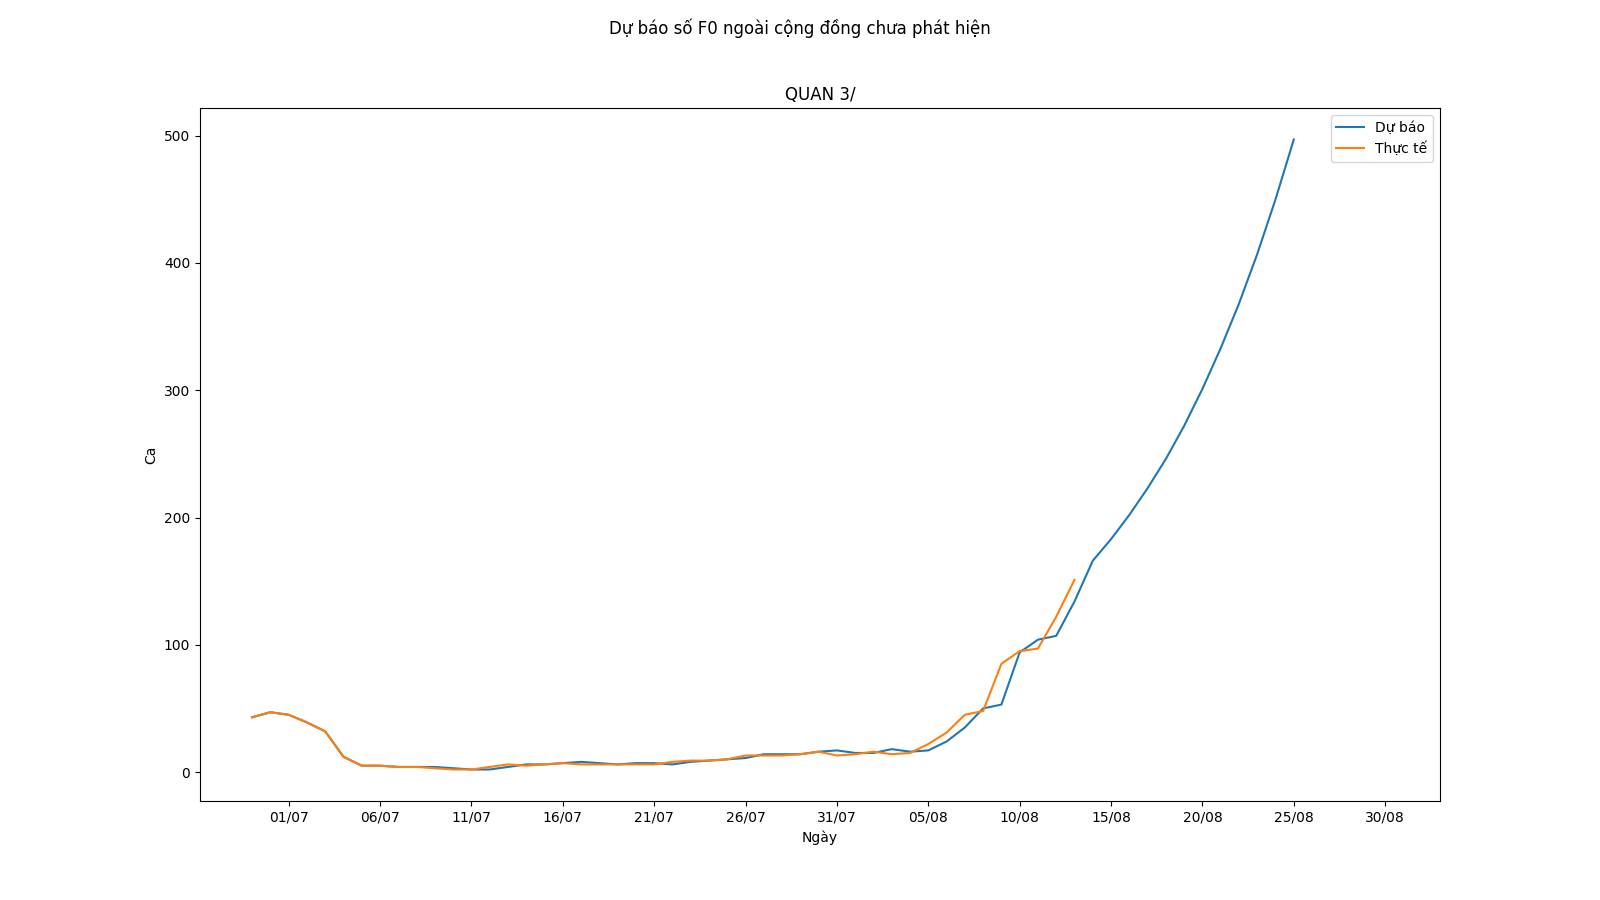 Dự báo số F0 ngoài cộng đồng chưa phát hiện
QUAN 3/
Dự báo
Thực tế
500
400
300
200
100
0
Ca
01/07 06/07 11/07 16/07 21/07 26/07 31/07 05/08 10/08 15/08 20/08 25/08 30/08
Ngày